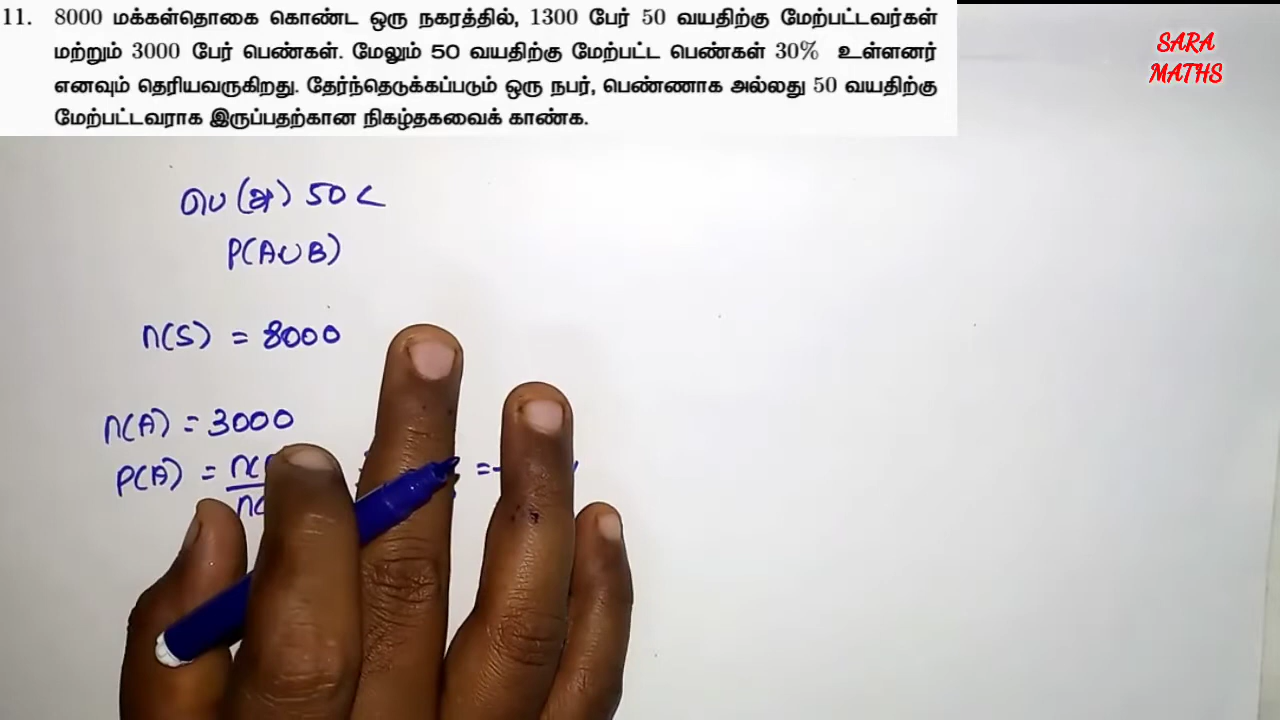 11. 8000 மக்கள்தொகை கொண்ட ஒரு நகரத்தில், 1300 பேர் 50 வயதிற்கு மேற்பட்டவர்கள்
மற்றும் 3000 பேர் பெண்கள். மேலும் 50 வயதிற்கு மேற்பட்ட பெண்கள் 30% உள்ளனர்
எனவும் தெரியவருகிறது. தேர்ந்தெடுக்கப்படும் ஒரு நபர், பெண்ணாக அல்லது 50 வயதிற்கு
மேற்பட்டவராக இருப்பதற்கான நிகழ்தகவைக் காண்க.
SARA
MATHS
பெ (அ) 50 <
P(A∪B)
n(S) = 8000
n(A) = 3000
P(A) =